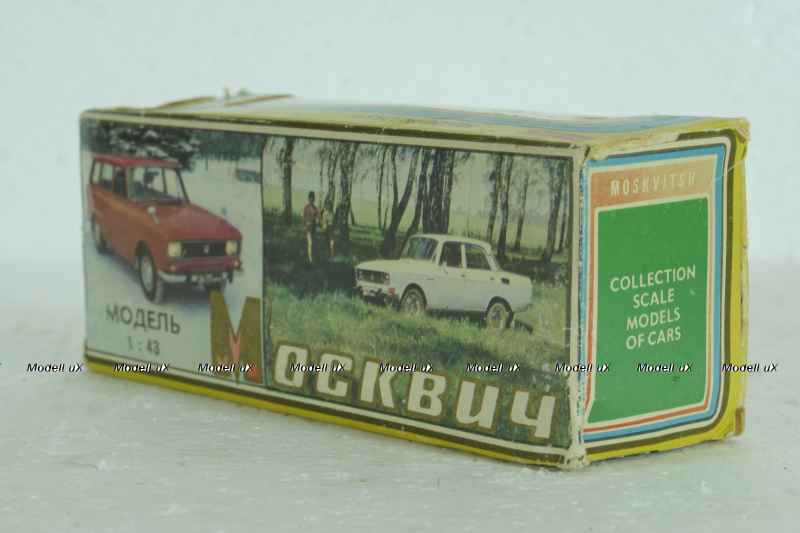 МОДЕЛЬ
1 : 43
МОСКВИЧ
MOSKVITSH
COLLECTION
SCALE
MODELS
OF CARS
Modell uX Modell uX Modell uX Modell uX Modell uX Modell uX Modell uX Modell uX Modell uX